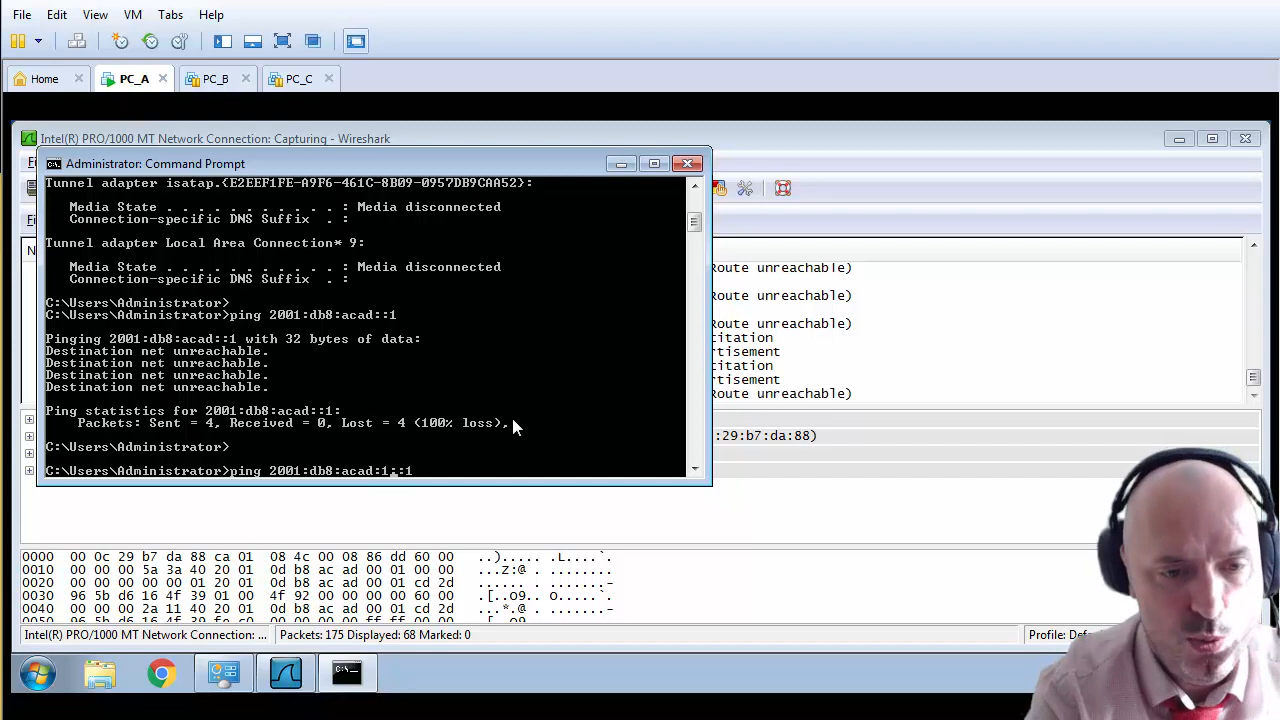 File Edit View VM Tabs Help
Home PC_A PC_B PC_C
Intel(R) PRO/1000 MT Network Connection: Capturing - Wireshark
Administrator: Command Prompt
Tunnel adapter isatap.{E2EEF1FE-A9F6-461C-8B09-0957DB9CAA52}:
Media State . . . . . . . . . . . : Media disconnected
Connection-specific DNS Suffix . :
Tunnel adapter Local Area Connection* 9:
Media State . . . . . . . . . . . : Media disconnected
Connection-specific DNS Suffix . :
C:\Users\Administrator>
C:\Users\Administrator>ping 2001:db8:acad::1
Pinging 2001:db8:acad::1 with 32 bytes of data:
Destination net unreachable.
Destination net unreachable.
Destination net unreachable.
Destination net unreachable.
Ping statistics for 2001:db8:acad::1:
Packets: Sent = 4, Received = 0, Lost = 4 (100% loss),
C:\Users\Administrator>
C:\Users\Administrator>ping 2001:db8:acad:1::1
Route unreachable)
Route unreachable)
Route unreachable)
citation
rtisement
citation
rtisement
Route unreachable)
:29:b7:da:88)
0000 00 0c 29 b7 da 88 ca 01 08 4c 00 08 86 dd 60 00 ..)..... .L....`.
0010 00 00 00 5a 3a 40 20 01 0d b8 ac ad 00 01 00 00 ...Z:@ . ........
0020 00 00 00 00 00 01 20 01 0d b8 ac ad 00 01 cd 2d ...... . .......-
0030 96 5b d6 16 4f 39 01 00 4f 92 00 00 00 00 60 00 .[..O9.. O.....`.
0040 00 00 00 2a 11 40 20 01 0d b8 ac ad 00 01 cd 2d ...*.@ . .......-
Intel(R) PRO/1000 MT Network Connection: ... Packets: 175 Displayed: 68 Marked: 0 Profile: